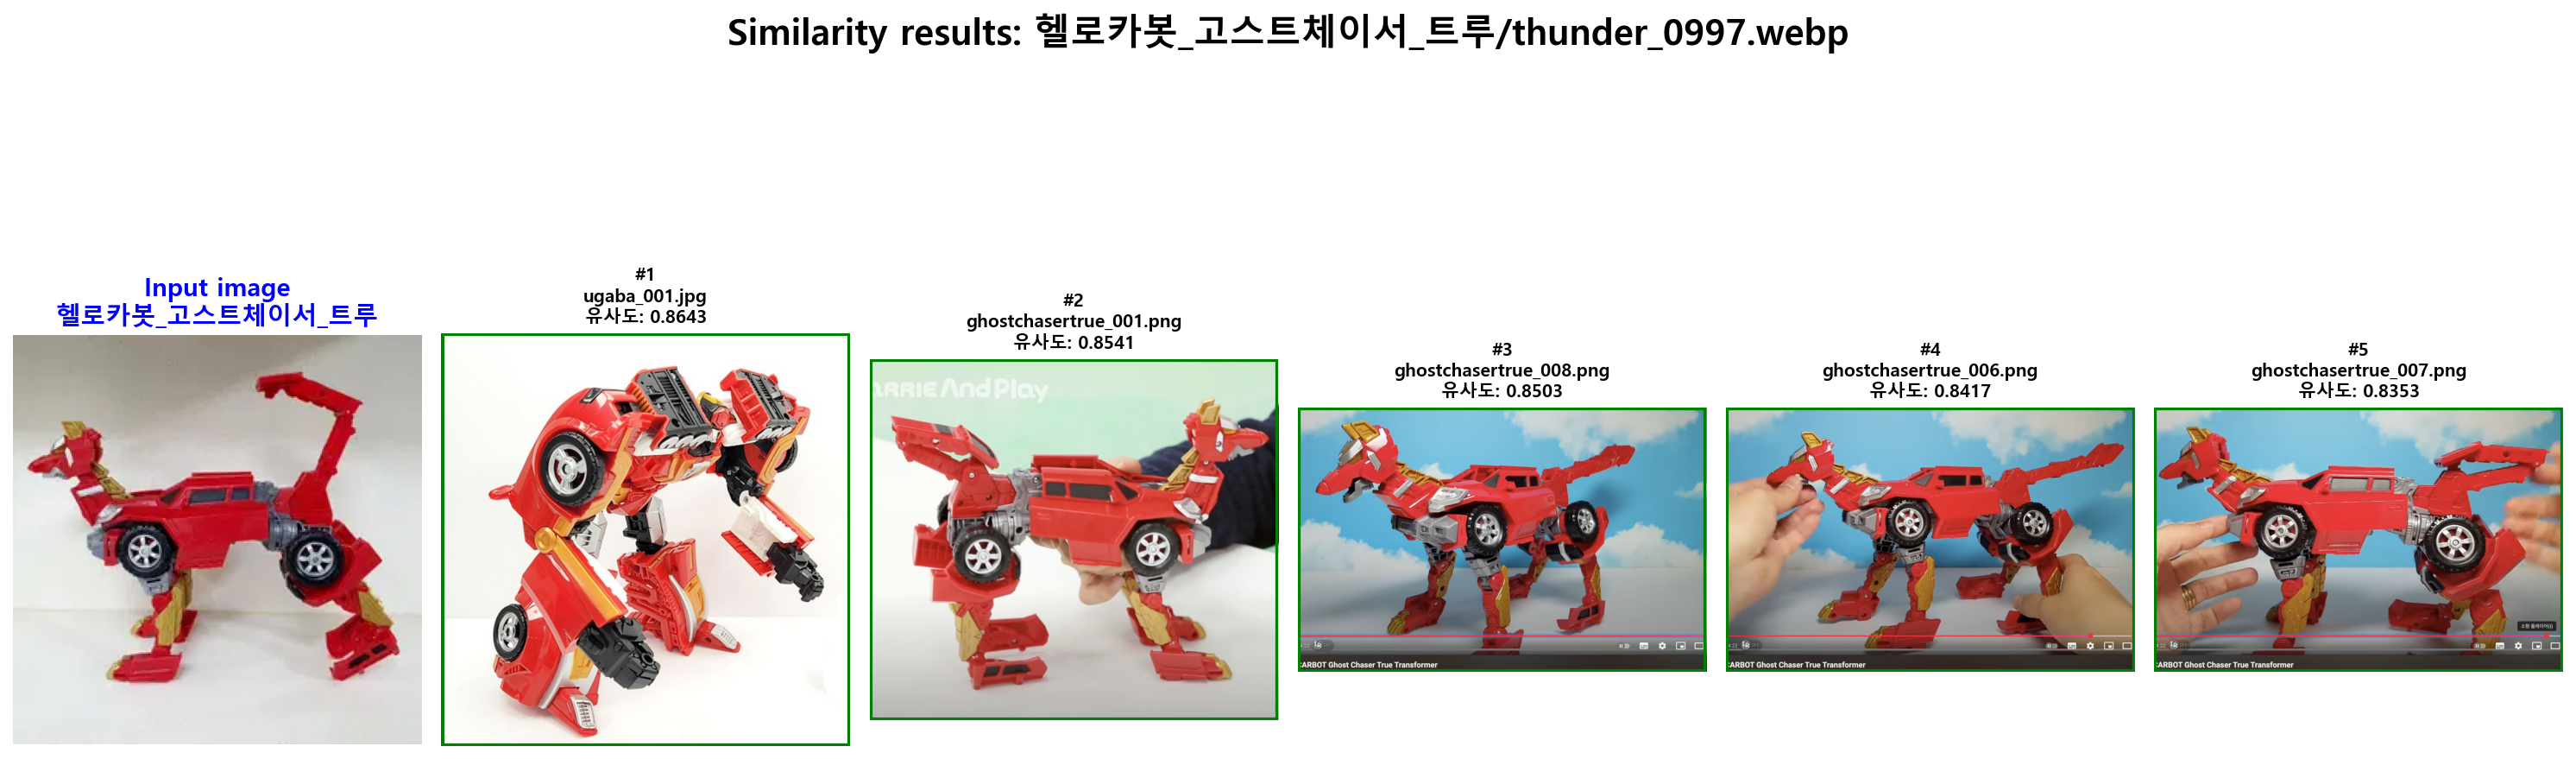 Similarity results: 헬로카봇_고스트체이서_트루/thunder_0997.webp
Input image
헬로카봇_고스트체이서_트루
#1
ugaba_001.jpg
유사도: 0.8643
#2
ghostchasertrue_001.png
유사도: 0.8541
ARRIE And Play
#3
ghostchasertrue_008.png
유사도: 0.8503
CARBOT Ghost Chaser True Transformer
#4
ghostchasertrue_006.png
유사도: 0.8417
CARBOT Ghost Chaser True Transformer
#5
ghostchasertrue_007.png
유사도: 0.8353
CARBOT Ghost Chaser True Transformer